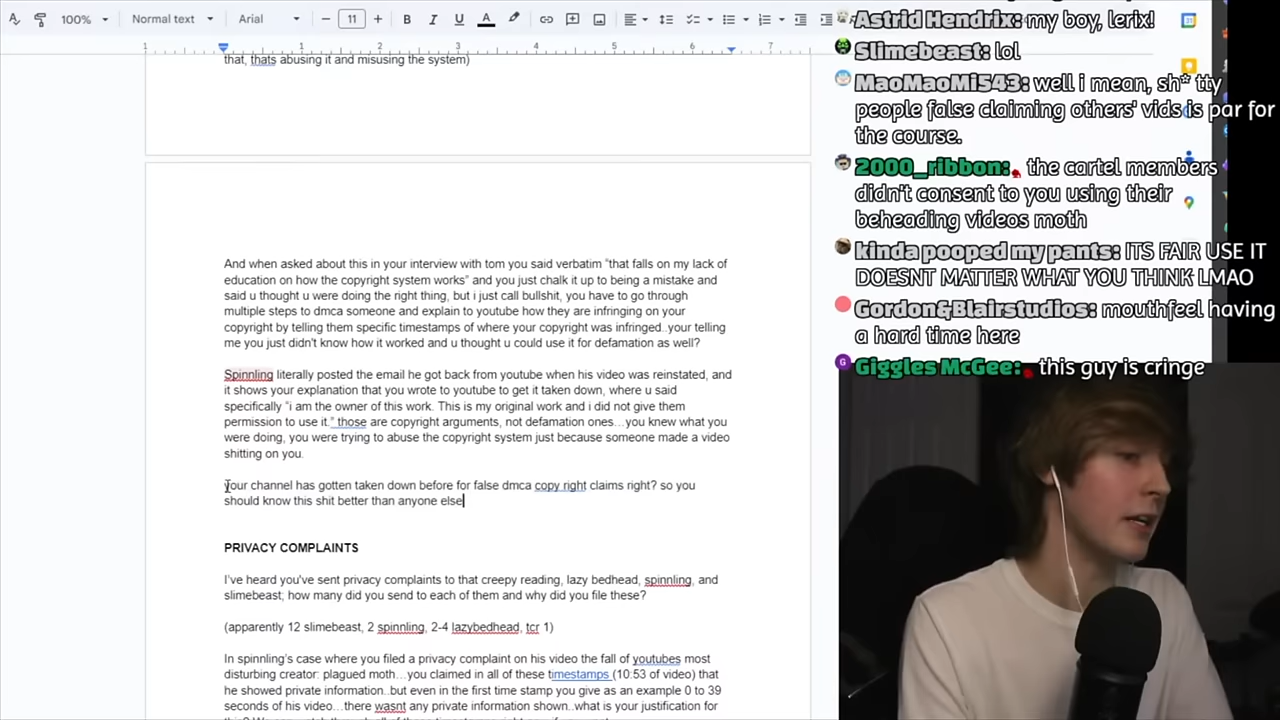 100%
Normal text
Arial
11
B I U A
1 1 2 3 4 5 6 7
that, thats abusing it and misusing the system)
And when asked about this in your interview with tom you said verbatim “that falls on my lack of
education on how the copyright system works” and you just chalk it up to being a mistake and
said u thought u were doing the right thing, but i just call bullshit, you have to go through
multiple steps to dmca someone and explain to youtube how they are infringing on your
copyright by telling them specific timestamps of where your copyright was infringed..your telling
me you just didn't know how it worked and u thought u could use it for defamation as well?
Spinnling literally posted the email he got back from youtube when his video was reinstated, and
it shows your explanation that you wrote to youtube to get it taken down, where u said
specifically “i am the owner of this work. This is my original work and i did not give them
permission to use it.” those are copyright arguments, not defamation ones…you knew what you
were doing, you were trying to abuse the copyright system just because someone made a video
shitting on you.
Your channel has gotten taken down before for false dmca copy right claims right? so you
should know this shit better than anyone else
PRIVACY COMPLAINTS
I've heard you've sent privacy complaints to that creepy reading, lazy bedhead, spinnling, and
slimebeast; how many did you send to each of them and why did you file these?
(apparently 12 slimebeast, 2 spinnling, 2-4 lazybedhead, tcr 1)
In spinnling's case where you filed a privacy complaint on his video the fall of youtubes most
disturbing creator: plagued moth…you claimed in all of these timestamps (10:53 of video) that
he showed private information..but even in the first time stamp you give as an example 0 to 39
seconds of his video…there wasnt any private information shown..what is your justification for
Astrid Hendrix: my boy, lerix!
Slimebeast: lol
MaoMaoMi543: well i mean, sh* tty
people false claiming others' vids is par for
the course.
2000_ribbon: the cartel members
didn't consent to you using their
beheading videos moth
kinda pooped my pants: ITS FAIR USE IT
DOESNT MATTER WHAT YOU THINK LMAO
Gordon&Blairstudios: mouthfeel having
a hard time here
G Giggles McGee: this guy is cringe